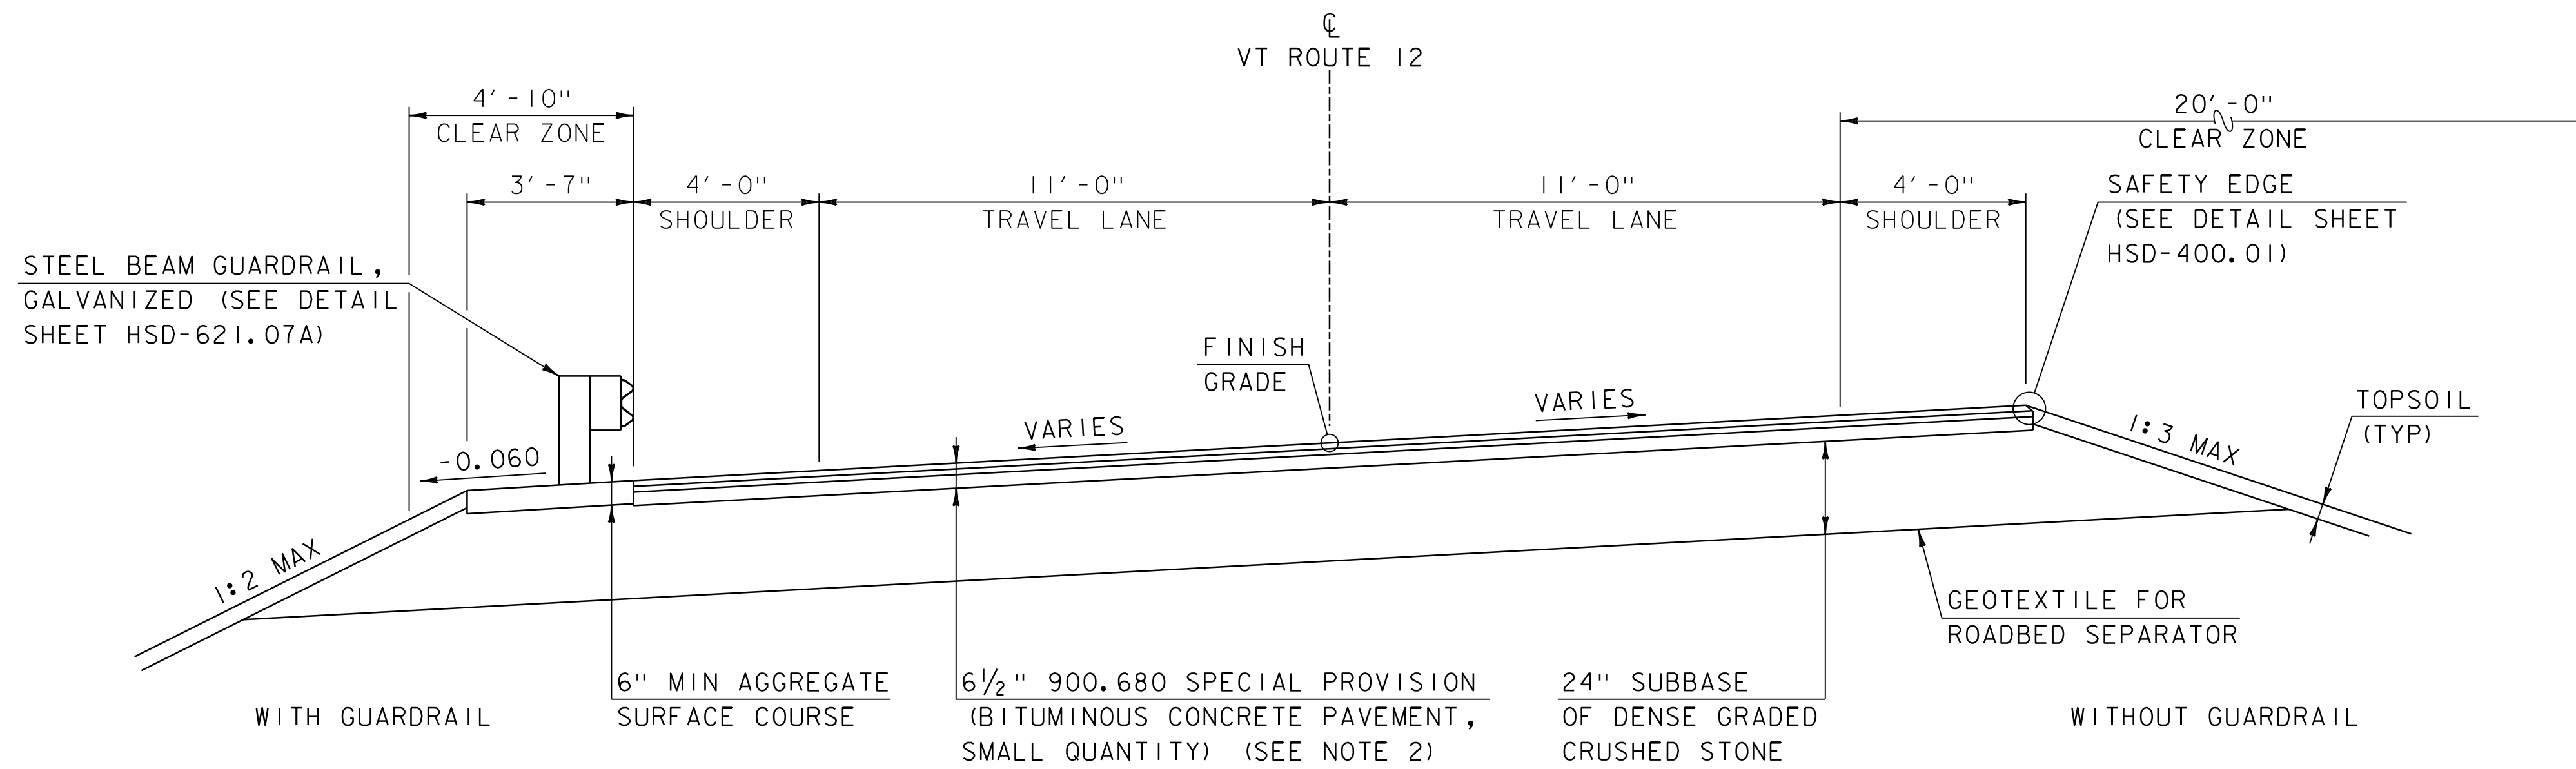 ℄
VT ROUTE 12
4'-10"
CLEAR ZONE
20'-0"
CLEAR ZONE
3'-7"
4'-0"
SHOULDER
11'-0"
TRAVEL LANE
11'-0"
TRAVEL LANE
4'-0"
SHOULDER
SAFETY EDGE
(SEE DETAIL SHEET
HSD-400.01)
STEEL BEAM GUARDRAIL,
GALVANIZED (SEE DETAIL
SHEET HSD-621.07A)
FINISH
GRADE
VARIES
VARIES
-0.060
TOPSOIL
(TYP)
1:3 MAX
1:2 MAX
GEOTEXTILE FOR
ROADBED SEPARATOR
6" MIN AGGREGATE
SURFACE COURSE
6½" 900.680 SPECIAL PROVISION
(BITUMINOUS CONCRETE PAVEMENT,
SMALL QUANTITY) (SEE NOTE 2)
24" SUBBASE
OF DENSE GRADED
CRUSHED STONE
WITH GUARDRAIL
WITHOUT GUARDRAIL